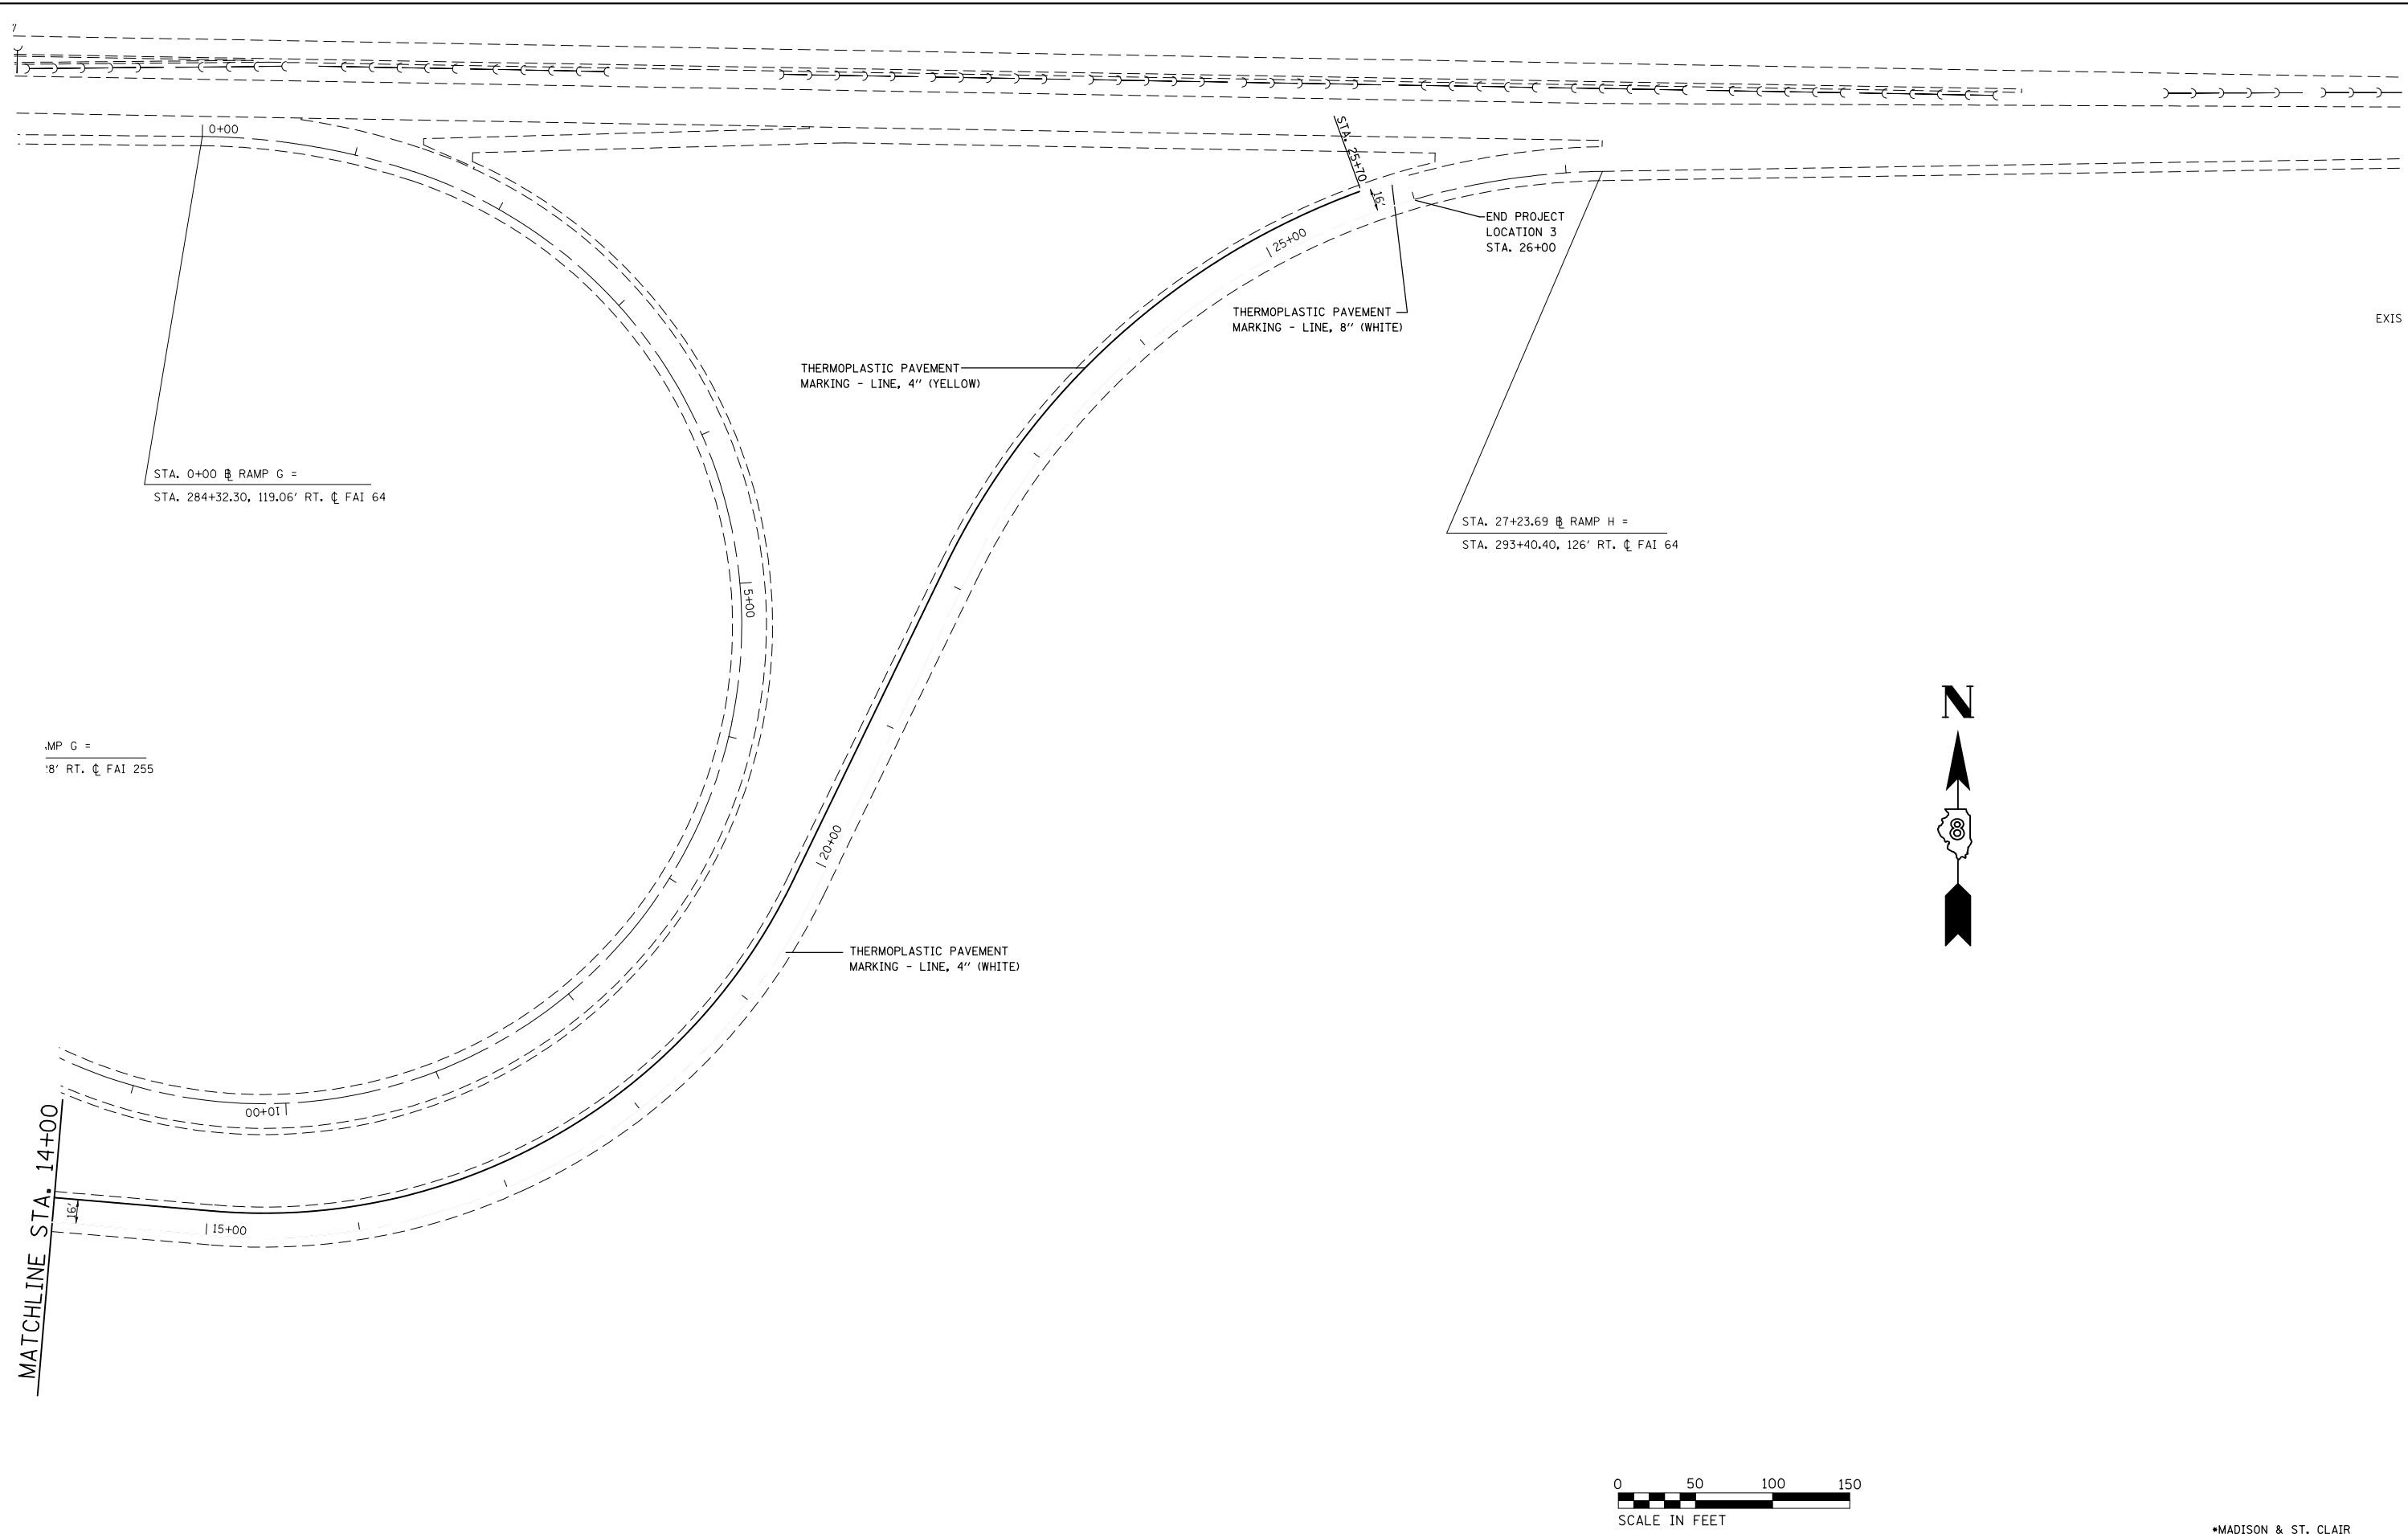 0+00
STA. 25+70
16'
25+00
END PROJECT
LOCATION 3
STA. 26+00
THERMOPLASTIC PAVEMENT
MARKING - LINE, 8" (WHITE)
EXIS
THERMOPLASTIC PAVEMENT
MARKING - LINE, 4" (YELLOW)
STA. 0+00 ⅊ RAMP G =
STA. 284+32.30, 119.06' RT. ℄ FAI 64
STA. 27+23.69 ⅊ RAMP H =
STA. 293+40.40, 126' RT. ℄ FAI 64
5+00
N
MP G =
8' RT. ℄ FAI 255
8
20+00
THERMOPLASTIC PAVEMENT
MARKING - LINE, 4" (WHITE)
10+00
MATCHLINE STA. 14+00
16'
15+00
0 50 100 150
SCALE IN FEET
*MADISON & ST. CLAIR